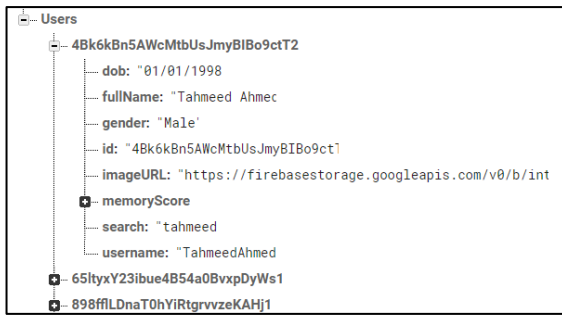 Users
4Bk6kBn5AWcMtbUsJmyBIBo9ctT2
dob: "01/01/1998
fullName: "Tahmeed Ahmed
gender: "Male'
id: "4Bk6kBn5AWcMtbUsJmyBIBo9ctT
imageURL: "https://firebasestorage.googleapis.com/v0/b/int
memoryScore
search: "tahmeed
username: "TahmeedAhmed
65ltyxY23ibue4B54a0BvxpDyWs1
898fflLDnaT0hYiRtgrvvzeKAHj1